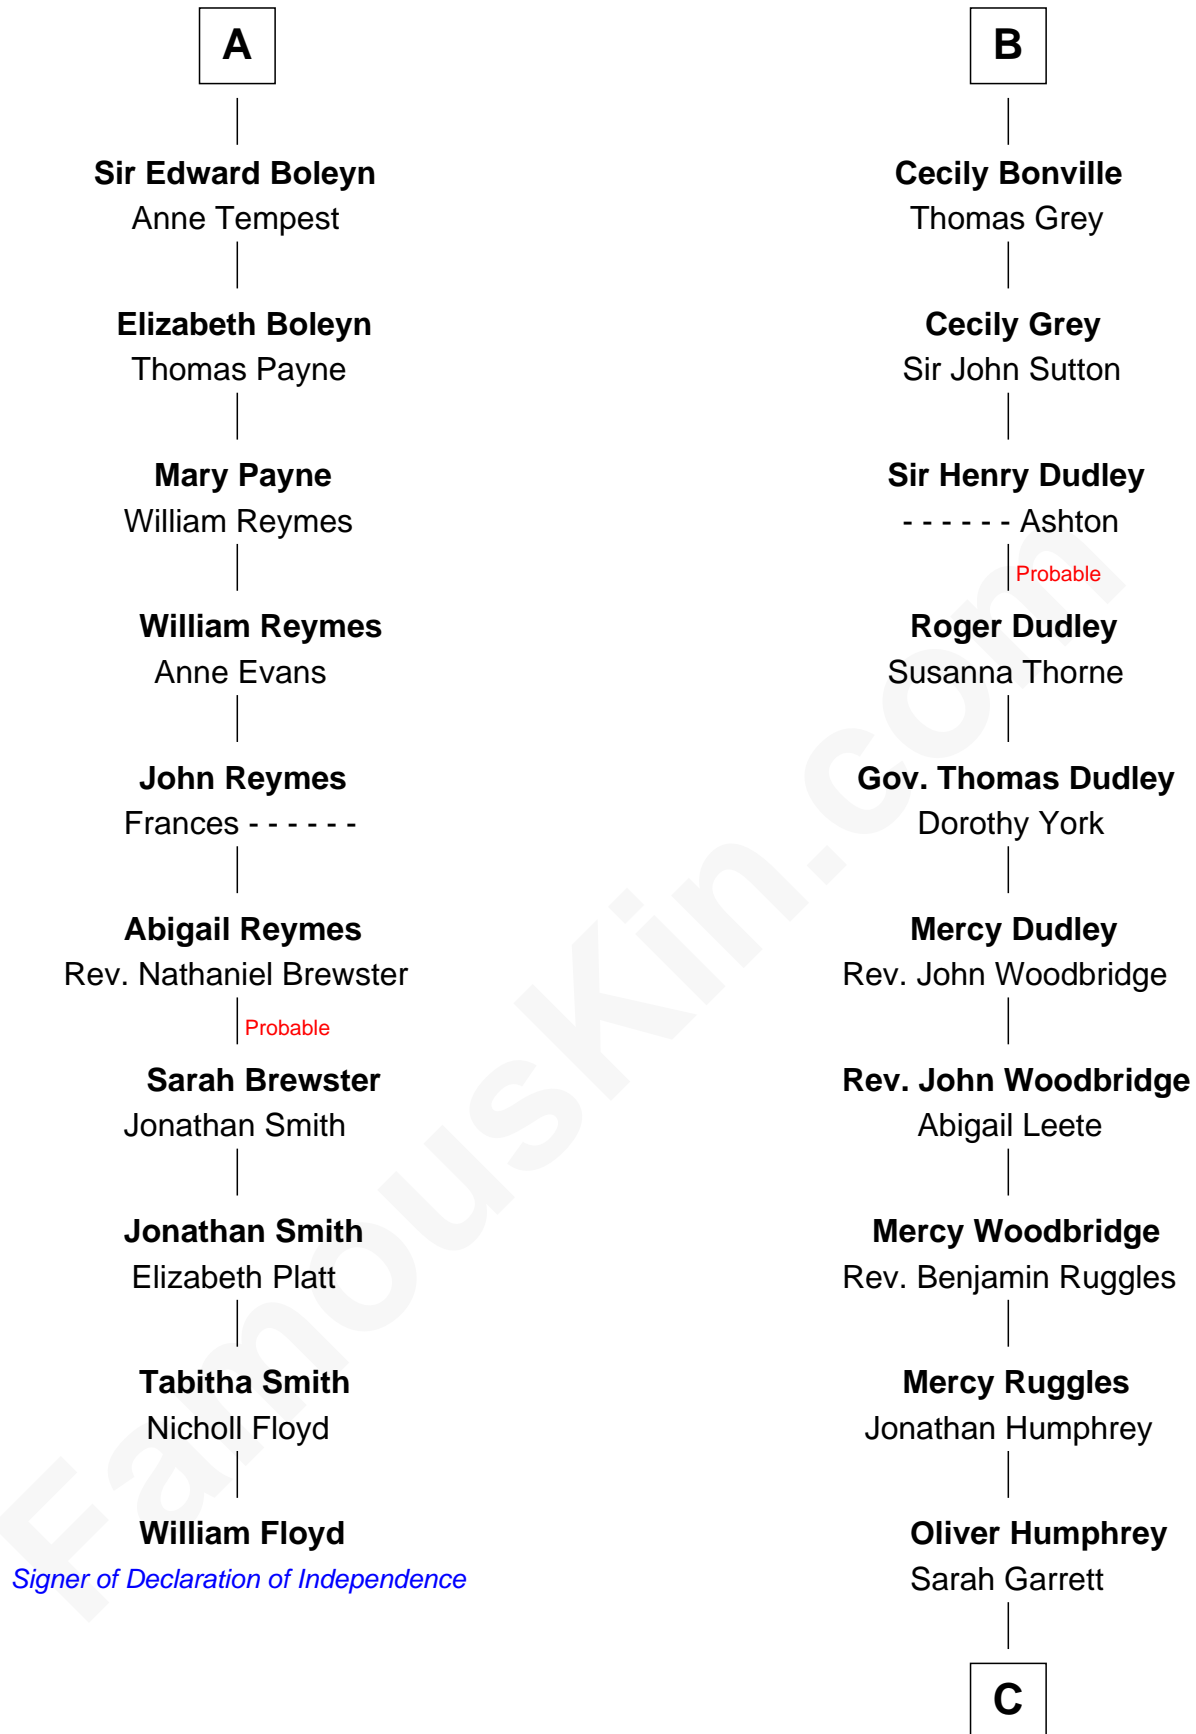 A
Sir Edward Boleyn
Anne Tempest
Elizabeth Boleyn
Thomas Payne
Mary Payne
William Reymes
William Reymes
Anne Evans
John Reymes
Frances - - - - - -
Abigail Reymes
Rev. Nathaniel Brewster
Probable
Sarah Brewster
Jonathan Smith
Jonathan Smith
Elizabeth Platt
Tabitha Smith
Nicholl Floyd
William Floyd
Signer of Declaration of Independence
B
Cecily Bonville
Thomas Grey
Cecily Grey
Sir John Sutton
Sir Henry Dudley
- - - - - - Ashton
Probable
Roger Dudley
Susanna Thorne
Gov. Thomas Dudley
Dorothy York
Mercy Dudley
Rev. John Woodbridge
Rev. John Woodbridge
Abigail Leete
Mercy Woodbridge
Rev. Benjamin Ruggles
Mercy Ruggles
Jonathan Humphrey
Oliver Humphrey
Sarah Garrett
C
FamousKin.com